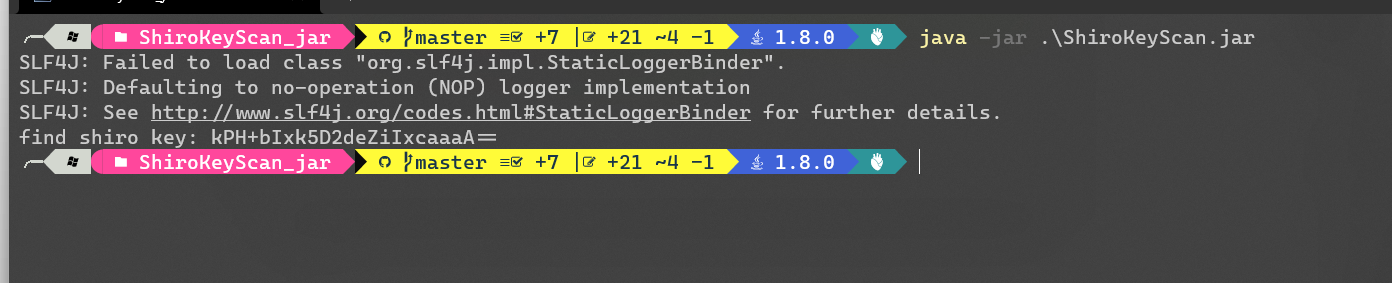 ShiroKeyScan_jar master ≡ +7 | +21 ~4 -1 1.8.0 java -jar .\ShiroKeyScan.jar
SLF4J: Failed to load class "org.slf4j.impl.StaticLoggerBinder".
SLF4J: Defaulting to no-operation (NOP) logger implementation
SLF4J: See http://www.slf4j.org/codes.html#StaticLoggerBinder for further details.
find shiro key: kPH+bIxk5D2deZiIxcaaaA==
ShiroKeyScan_jar master ≡ +7 | +21 ~4 -1 1.8.0